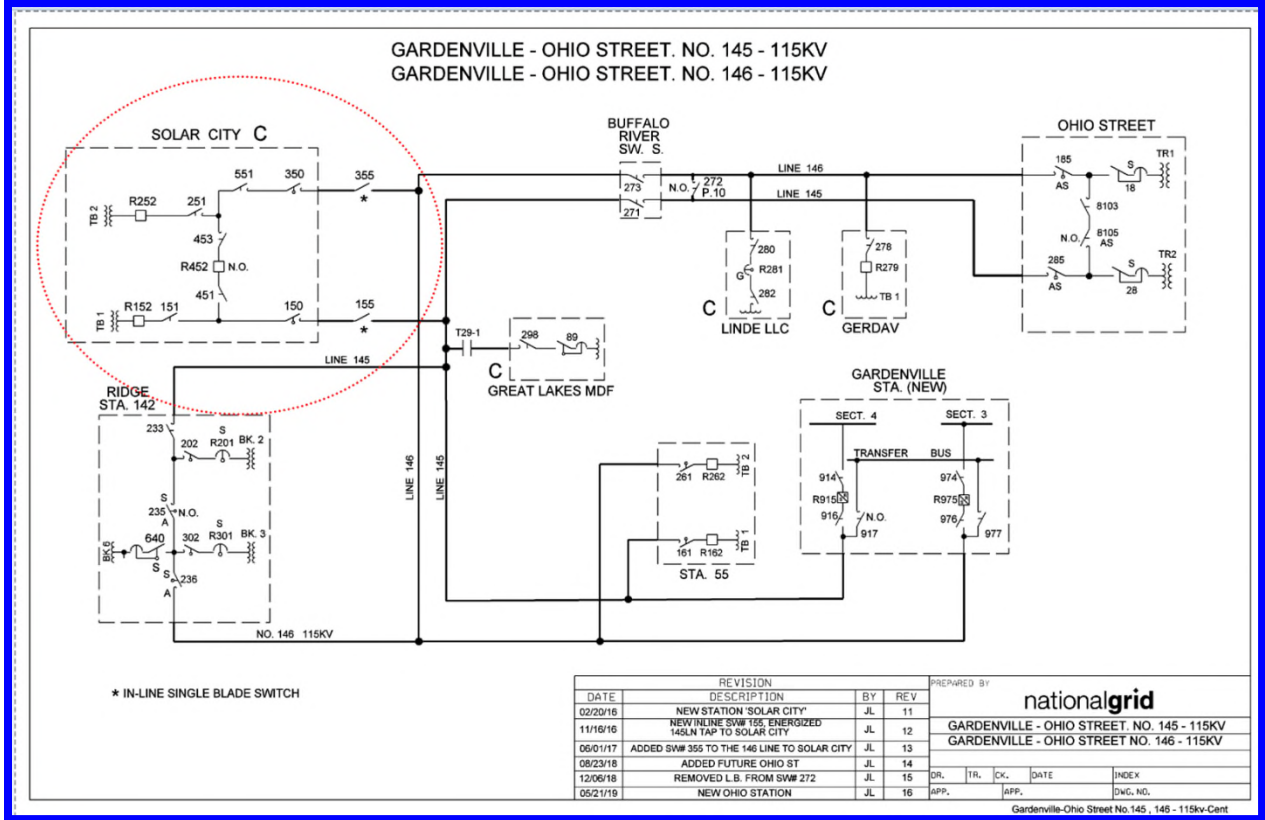 GARDENVILLE - OHIO STREET. NO. 145 - 115KV
GARDENVILLE - OHIO STREET. NO. 146 - 115KV
SOLAR CITY C
551
350
355
*
R252
251
TB 2
453
R452
N.O.
451
R152
151
TB 1
150
155
*
BUFFALO
RIVER
SW. S.
273
N.O.
272
P.10
271
LINE 146
LINE 145
280
G
R281
282
C
LINDE LLC
278
R279
TB 1
C
GERDAV
OHIO STREET
185
AS
S
18
TR1
8103
N.O.
8105
AS
285
AS
S
28
TR2
T29-1
298
89
C
GREAT LAKES MDF
LINE 145
RIDGE
STA. 142
233
202
S
R201
BK. 2
S
235
N.O.
A
640
S
302
S
R301
BK. 3
BK.6
S
236
A
NO. 146 115KV
LINE 146
LINE 145
261
R262
TB 2
161
R162
TB 1
STA. 55
GARDENVILLE
STA. (NEW)
SECT. 4
SECT. 3
TRANSFER BUS
914
R915
916
N.O.
917
974
R975
976
977
* IN-LINE SINGLE BLADE SWITCH
REVISION
DATE DESCRIPTION BY REV
02/20/16 NEW STATION 'SOLAR CITY' JL 11
11/16/16 NEW INLINE SW# 155, ENERGIZED
145LN TAP TO SOLAR CITY JL 12
06/01/17 ADDED SW# 355 TO THE 146 LINE TO SOLAR CITY JL 13
08/23/18 ADDED FUTURE OHIO ST JL 14
12/06/18 REMOVED L.B. FROM SW# 272 JL 15
05/21/19 NEW OHIO STATION JL 16
PREPARED BY
nationalgrid
GARDENVILLE - OHIO STREET. NO. 145 - 115KV
GARDENVILLE - OHIO STREET NO. 146 - 115KV
DR. TR. CK. DATE INDEX
APP. APP. DWG. NO.
Gardenville-Ohio Street No.145 , 146 - 115kv-Cent